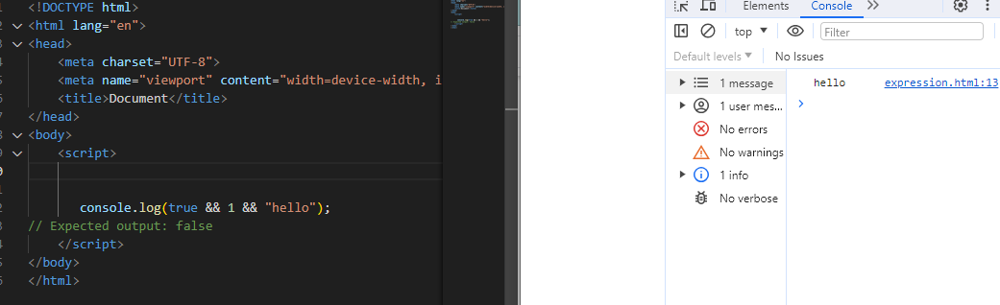 <!DOCTYPE html>
2 <html lang="en">
<head>
<meta charset="UTF-8">
<meta name="viewport" content="width=device-width, i
<title>Document</title>
</head>
<body>
<script>
console.log(true && 1 && "hello");
// Expected output: false
</script>
</body>
</html>
Elements Console
top Filter
Default levels No Issues
1 message
1 user mes...
No errors
No warnings
1 info
No verbose
hello expression.html:13